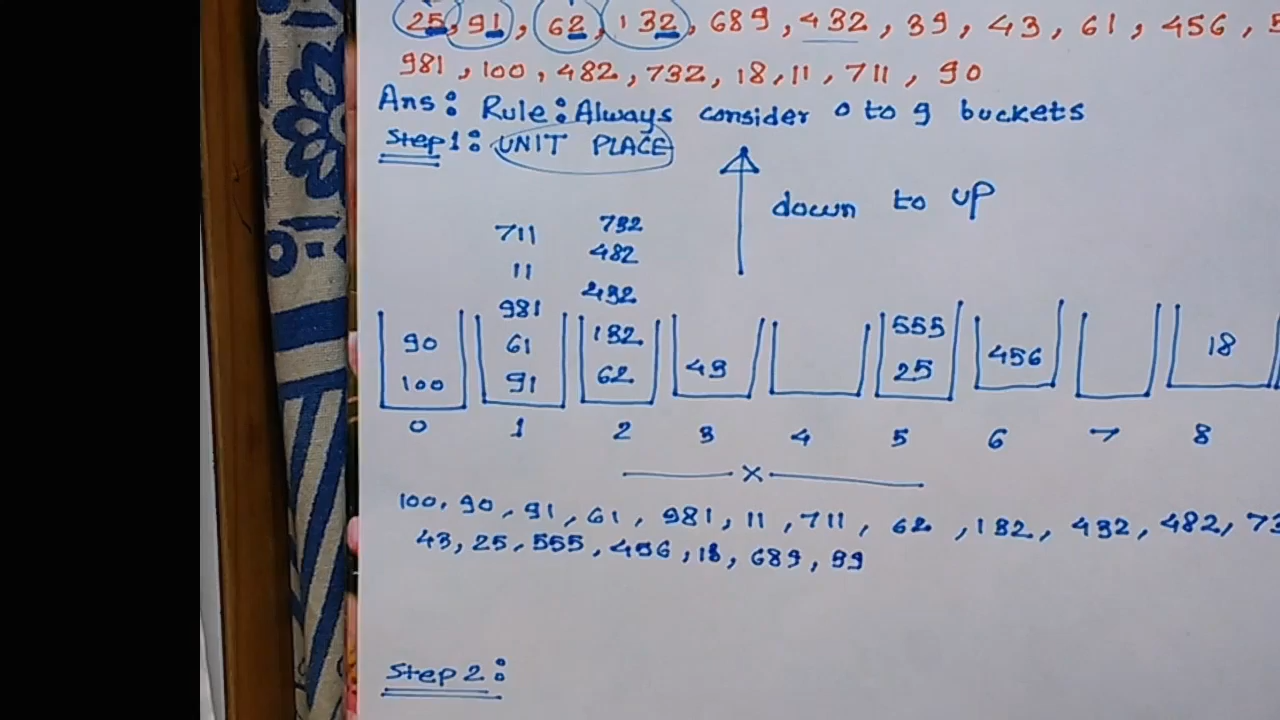 25, 91, 62, 132, 689, 432, 39, 43, 61, 456,
981, 100, 482, 732, 18, 11, 711, 90
Ans: Rule: Always consider 0 to 9 buckets
Step 1: UNIT PLACE
down to up
711 732
11 482
981 432
90 61 132 43 555 456 18
100 91 62 25
0 1 2 3 4 5 6 7 8
x
100, 90, 91, 61, 981, 11, 711, 62, 132, 432, 482,
43, 25, 555, 456, 18, 689, 39
Step 2: